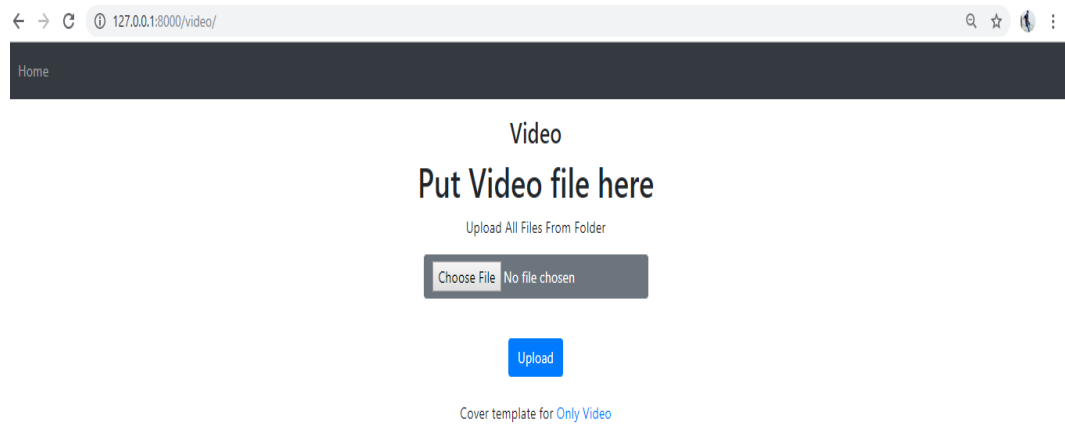 127.0.0.1:8000/video/
Home
Video
Put Video file here
Upload All Files From Folder
Choose File No file chosen
Upload
Cover template for Only Video